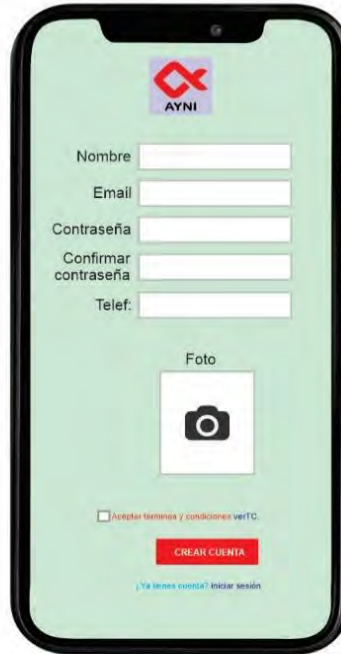 AYNI
Nombre
Email
Contraseña
Confirmar
contraseña
Telef:
Foto
Aceptar terminos y condiciones verTC.
CREAR CUENTA
¿Ya tienes cuenta? Iniciar sesión